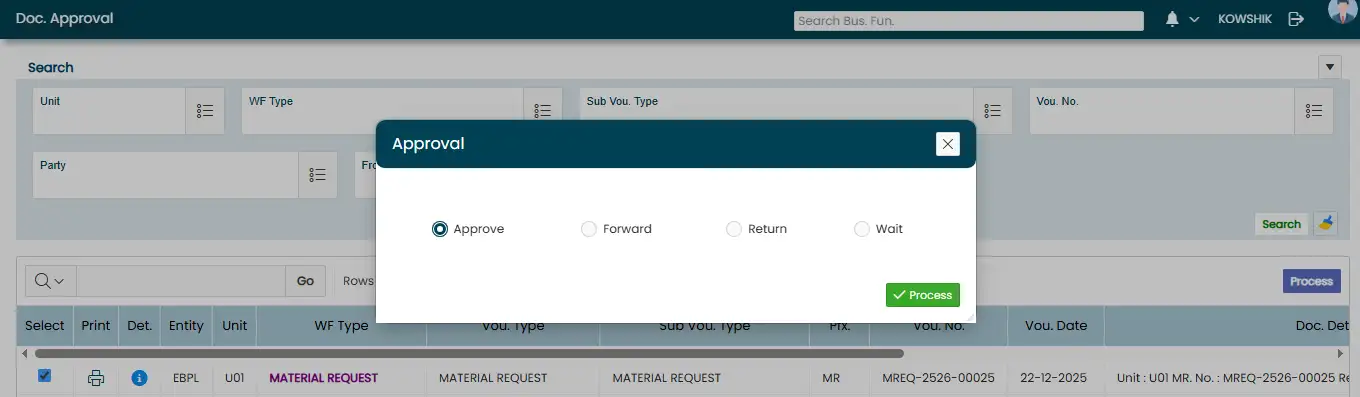 Doc. Approval
Search Bus. Fun.
KOWSHIK
Search
Unit
WF Type
Sub Vou. Type
Vou. No.
Approval
Party
Fro
Approve
Forward
Return
Wait
Search
Go
Rows
Process
Process
Select Print Det. Entity Unit WF Type Vou. Type Sub Vou. Type Prx. Vou. No. Vou. Date Doc. Det
EBPL U01 MATERIAL REQUEST MATERIAL REQUEST MATERIAL REQUEST MR MREQ-2526-00025 22-12-2025 Unit : U01 MR. No. : MREQ-2526-00025 Re